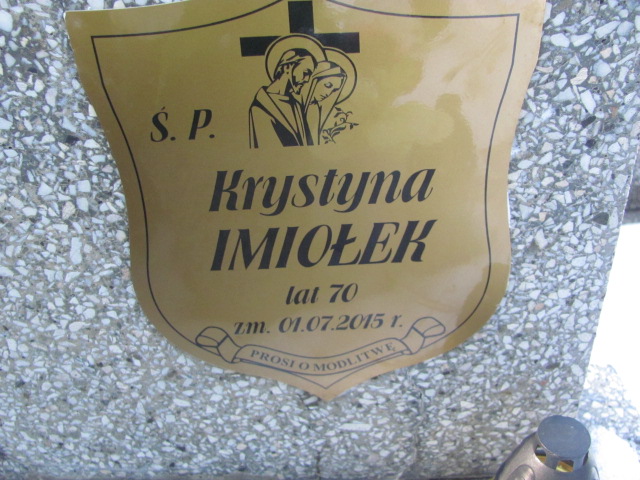 Ś. P.
Krystyna
IMIOŁEK
lat 70
zm. 01.07.2015 r.
PROSI O MODLITWĘ